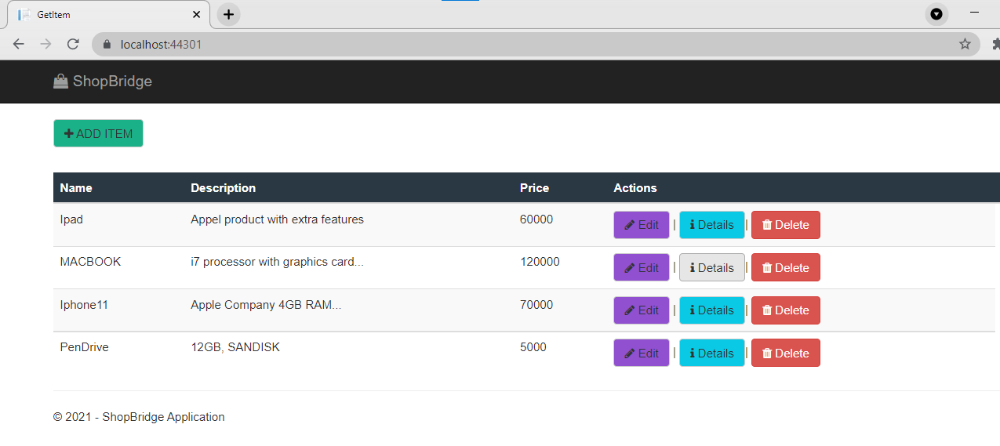 GetItem
localhost:44301
ShopBridge
ADD ITEM
Name Description Price Actions
Ipad Appel product with extra features 60000 Edit | Details | Delete
MACBOOK i7 processor with graphics card... 120000 Edit | Details | Delete
Iphone11 Apple Company 4GB RAM... 70000 Edit | Details | Delete
PenDrive 12GB, SANDISK 5000 Edit | Details | Delete
© 2021 - ShopBridge Application